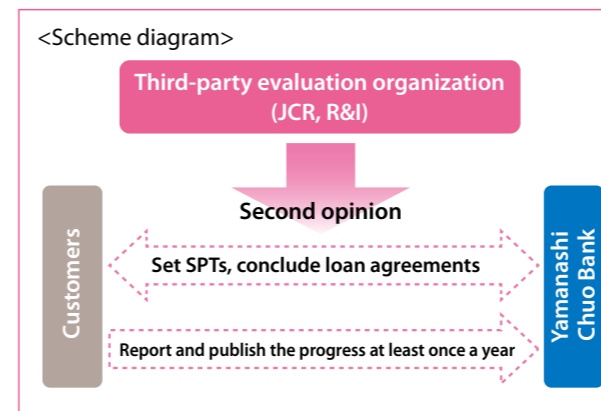 <Scheme diagram>
Third-party evaluation organization
(JCR, R&I)
Second opinion
Customers
Set SPTs, conclude loan agreements
Report and publish the progress at least once a year
Yamanashi
Chuo Bank